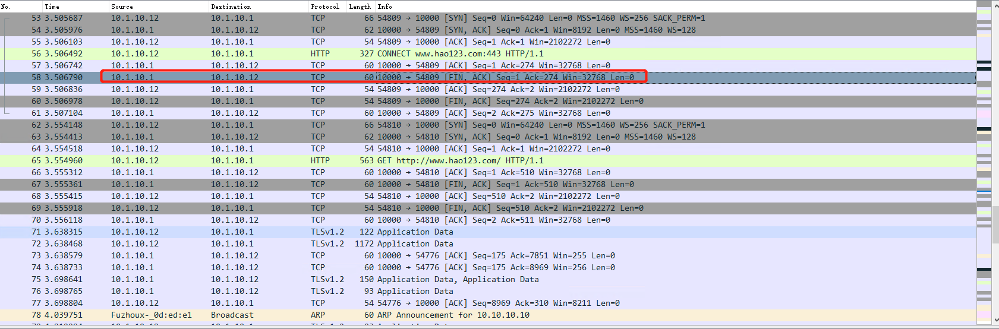 No. Time Source Destination Protocol Length Info
53 3.505687 10.1.10.12 10.1.10.1 TCP 66 54809 → 10000 [SYN] Seq=0 Win=64240 Len=0 MSS=1460 WS=256 SACK_PERM=1
54 3.505976 10.1.10.1 10.1.10.12 TCP 62 10000 → 54809 [SYN, ACK] Seq=0 Ack=1 Win=8192 Len=0 MSS=1460 WS=128
55 3.506103 10.1.10.12 10.1.10.1 TCP 54 54809 → 10000 [ACK] Seq=1 Ack=1 Win=2102272 Len=0
56 3.506492 10.1.10.12 10.1.10.1 HTTP 327 CONNECT www.hao123.com:443 HTTP/1.1
57 3.506742 10.1.10.1 10.1.10.12 TCP 60 10000 → 54809 [ACK] Seq=1 Ack=274 Win=32768 Len=0
58 3.506790 10.1.10.1 10.1.10.12 TCP 60 10000 → 54809 [FIN, ACK] Seq=1 Ack=274 Win=32768 Len=0
59 3.506836 10.1.10.12 10.1.10.1 TCP 54 54809 → 10000 [ACK] Seq=274 Ack=2 Win=2102272 Len=0
60 3.506978 10.1.10.12 10.1.10.1 TCP 54 54809 → 10000 [FIN, ACK] Seq=274 Ack=2 Win=2102272 Len=0
61 3.507104 10.1.10.1 10.1.10.12 TCP 60 10000 → 54809 [ACK] Seq=2 Ack=275 Win=32768 Len=0
62 3.554148 10.1.10.12 10.1.10.1 TCP 66 54810 → 10000 [SYN] Seq=0 Win=64240 Len=0 MSS=1460 WS=256 SACK_PERM=1
63 3.554413 10.1.10.1 10.1.10.12 TCP 62 10000 → 54810 [SYN, ACK] Seq=0 Ack=1 Win=8192 Len=0 MSS=1460 WS=128
64 3.554518 10.1.10.12 10.1.10.1 TCP 54 54810 → 10000 [ACK] Seq=1 Ack=1 Win=2102272 Len=0
65 3.554960 10.1.10.12 10.1.10.1 HTTP 563 GET http://www.hao123.com/ HTTP/1.1
66 3.555312 10.1.10.1 10.1.10.12 TCP 60 10000 → 54810 [ACK] Seq=1 Ack=510 Win=32768 Len=0
67 3.555361 10.1.10.1 10.1.10.12 TCP 60 10000 → 54810 [FIN, ACK] Seq=1 Ack=510 Win=32768 Len=0
68 3.555415 10.1.10.12 10.1.10.1 TCP 54 54810 → 10000 [ACK] Seq=510 Ack=2 Win=2102272 Len=0
69 3.555918 10.1.10.12 10.1.10.1 TCP 54 54810 → 10000 [FIN, ACK] Seq=510 Ack=2 Win=2102272 Len=0
70 3.556118 10.1.10.1 10.1.10.12 TCP 60 10000 → 54810 [ACK] Seq=2 Ack=511 Win=32768 Len=0
71 3.638315 10.1.10.12 10.1.10.1 TLSv1.2 122 Application Data
72 3.638468 10.1.10.12 10.1.10.1 TLSv1.2 1172 Application Data
73 3.638579 10.1.10.1 10.1.10.12 TCP 60 10000 → 54776 [ACK] Seq=175 Ack=7851 Win=255 Len=0
74 3.638733 10.1.10.1 10.1.10.12 TCP 60 10000 → 54776 [ACK] Seq=175 Ack=8969 Win=256 Len=0
75 3.698641 10.1.10.1 10.1.10.12 TLSv1.2 150 Application Data, Application Data
76 3.698765 10.1.10.1 10.1.10.12 TLSv1.2 93 Application Data
77 3.698804 10.1.10.12 10.1.10.1 TCP 54 54776 → 10000 [ACK] Seq=8969 Ack=310 Win=8211 Len=0
78 4.039751 Fuzhoux-_0d:ed:e1 Broadcast ARP 60 ARP Announcement for 10.10.10.10